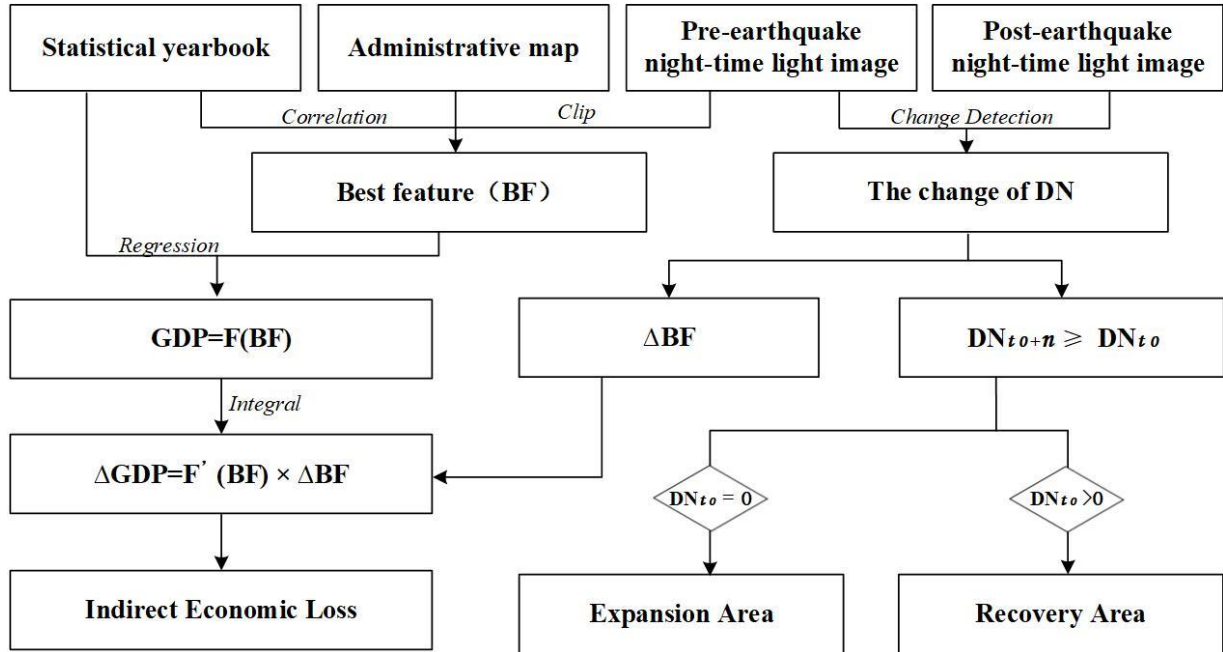 Statistical yearbook
Administrative map
Pre-earthquake
night-time light image
Post-earthquake
night-time light image
Correlation
Clip
Change Detection
Best feature（BF）
The change of DN
Regression
GDP=F(BF)
ΔBF
DNt0+n ⩾ DNt0
Integral
ΔGDP=F’ (BF) × ΔBF
DNt0 = 0
DNt0 >0
Indirect Economic Loss
Expansion Area
Recovery Area